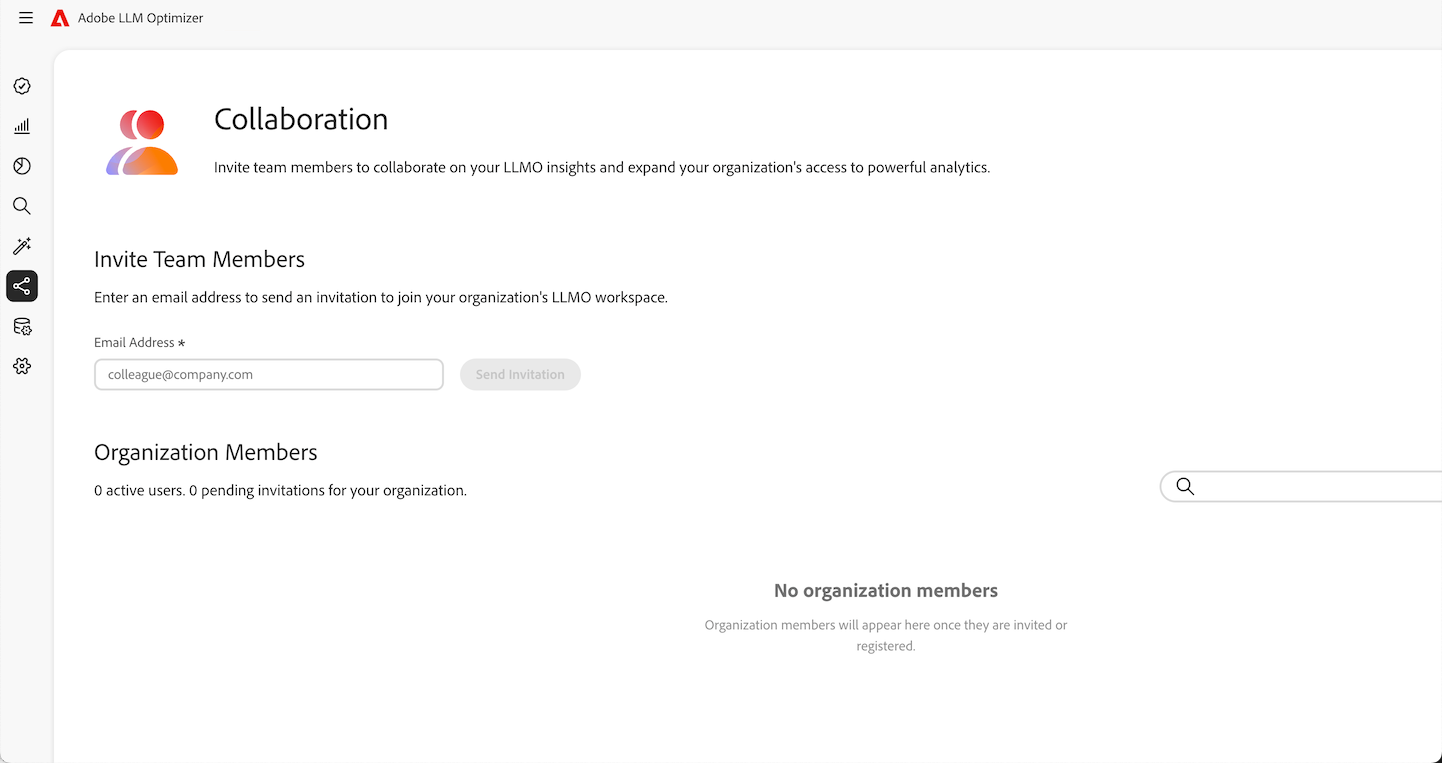 Adobe LLM Optimizer
Collaboration
Invite team members to collaborate on your LLMO insights and expand your organization's access to powerful analytics.
Invite Team Members
Enter an email address to send an invitation to join your organization's LLMO workspace.
Email Address *
colleague@company.com
Send Invitation
Organization Members
0 active users. 0 pending invitations for your organization.
No organization members
Organization members will appear here once they are invited or
registered.